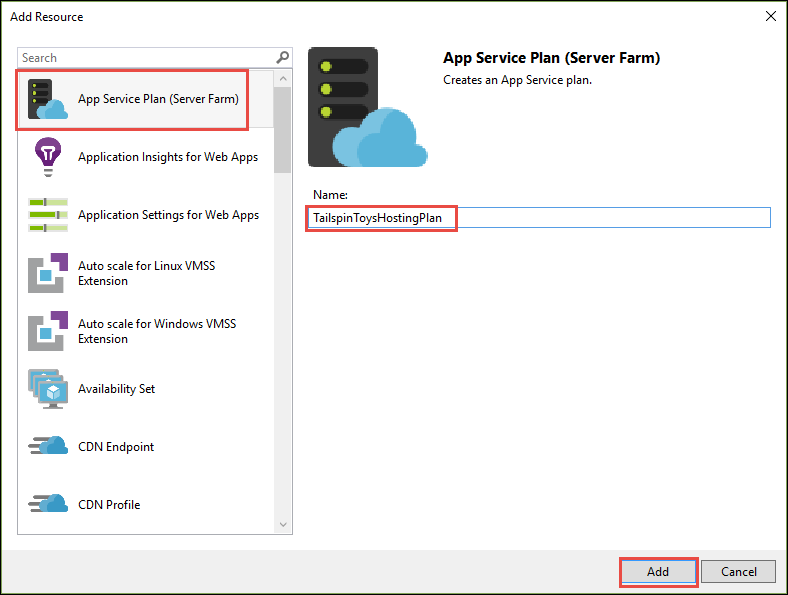 Add Resource
Search
App Service Plan (Server Farm)
Application Insights for Web Apps
Application Settings for Web Apps
Auto scale for Linux VMSS
Extension
Auto scale for Windows VMSS
Extension
Availability Set
CDN Endpoint
CDN Profile
App Service Plan (Server Farm)
Creates an App Service plan.
Name:
TailspinToysHostingPlan
Add
Cancel